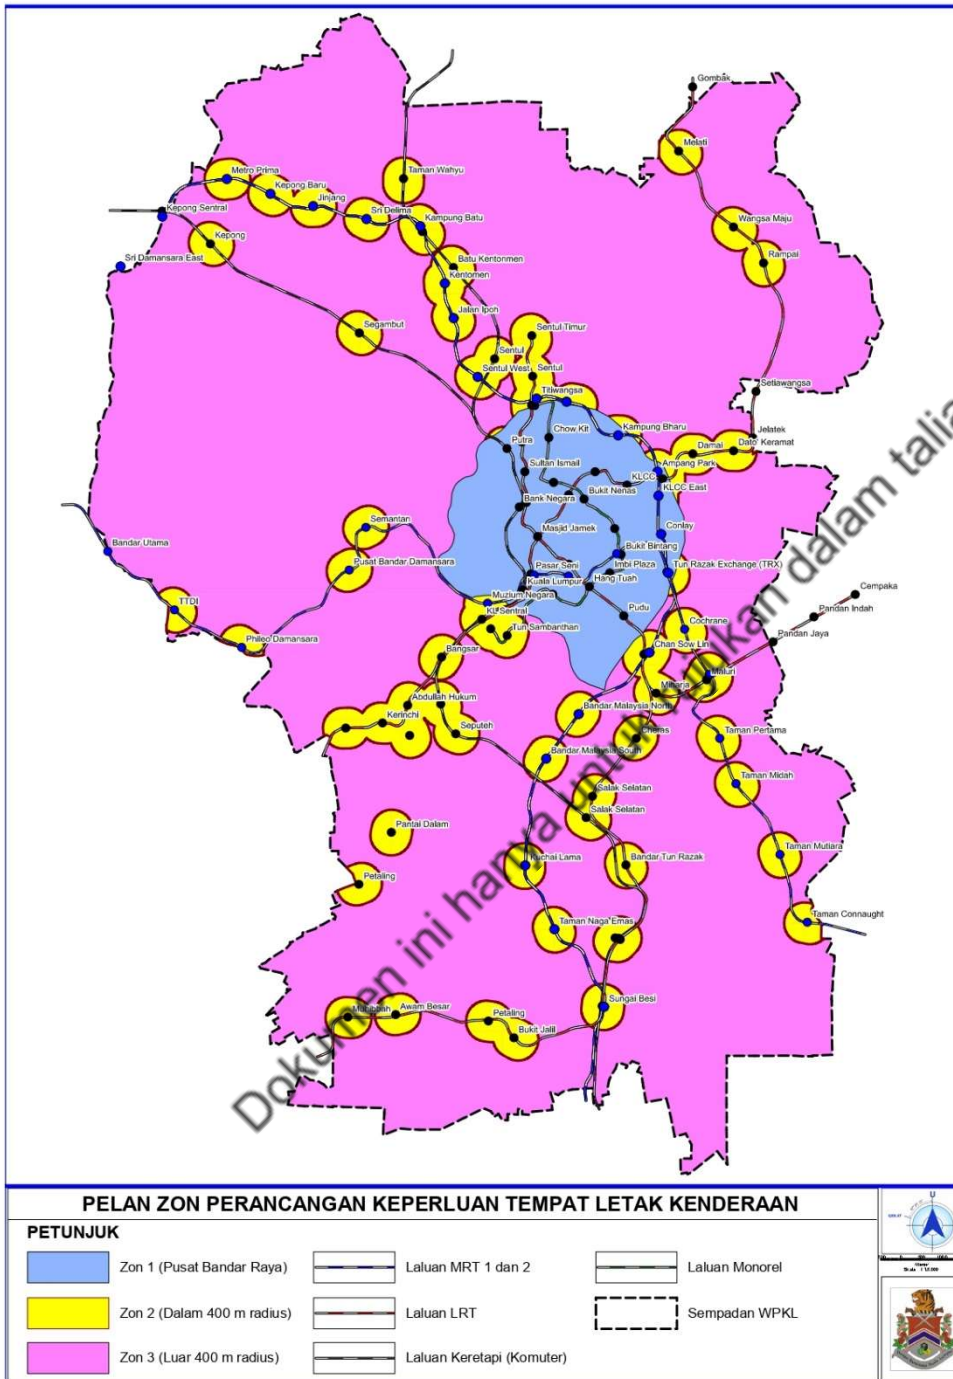 Gombak
Melati
Taman Wahyu
Metro Prima
Kepong Baru
Jinjang
Kepong Sentral
Sri Delima
Kampung Batu
Wangsa Maju
Kepong
Sri Damansara East
Batu Kentonmen
Rampai
Kentomen
Jalan Ipoh
Segambut
Sentul Timur
Sentul
Sentul West
Sentul
Setiawangsa
Titiwangsa
Chow Kit
Kampung Bharu
Jelatek
Putra
Damai
Dato' Keramat
Sultan Ismail
KLCC
Ampang Park
Bukit Nenas
KLCC East
Bank Negara
Semantan
Masjid Jamek
Conlay
Bandar Utama
Bukit Bintang
Pusat Bandar Damansara
Pasar Seni
Imbi Plaza
Tun Razak Exchange (TRX)
Kuala Lumpur
Hang Tuah
Cempaka
Muzium Negara
TTDI
KL Sentral
Pudu
Pandan Indah
Tun Sambanthan
Cochrane
Phileo Damansara
Pandan Jaya
Bangsar
Chan Sow Lin
Maluri
Miharja
Abdullah Hukum
Bandar Malaysia North
Kerinchi
Seputeh
Cheras
Taman Pertama
Bandar Malaysia South
Taman Midah
Salak Selatan
Salak Selatan
Pantai Dalam
Taman Mutiara
Kuchai Lama
Bandar Tun Razak
Petaling
Taman Connaught
Taman Naga Emas
Sungai Besi
Muhibbah
Awam Besar
Petaling
Bukit Jalil
Dokumen ini hanya untuk rujukan dalam talia
PELAN ZON PERANCANGAN KEPERLUAN TEMPAT LETAK KENDERAAN
PETUNJUK
Zon 1 (Pusat Bandar Raya)
Laluan MRT 1 dan 2
Laluan Monorel
Zon 2 (Dalam 400 m radius)
Laluan LRT
Sempadan WPKL
Zon 3 (Luar 400 m radius)
Laluan Keretapi (Komuter)
U